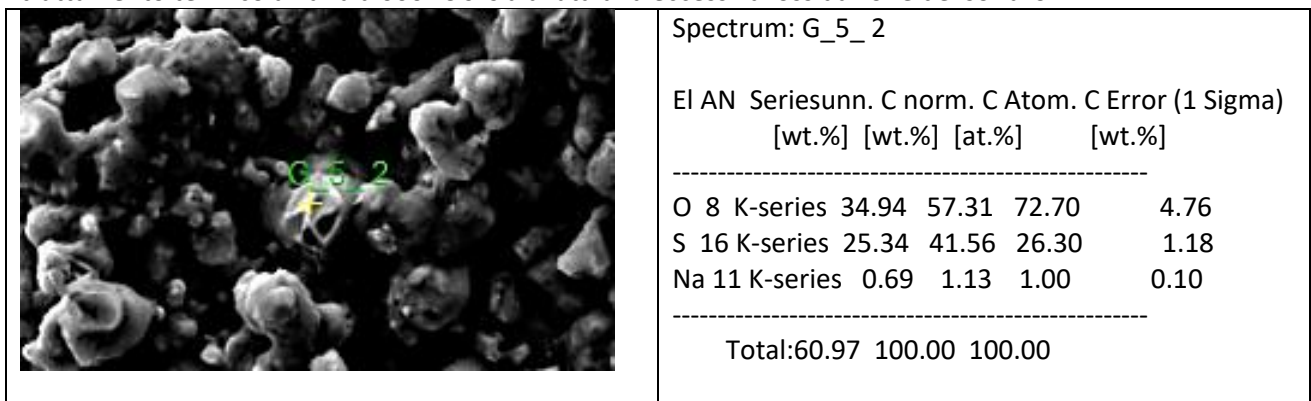 G_5_2
Spectrum: G_5_ 2
El AN Seriesunn. C norm. C Atom. C Error (1 Sigma)
[wt.%] [wt.%] [at.%] [wt.%]
-----------------------------------------------------
O 8 K-series 34.94 57.31 72.70 4.76
S 16 K-series 25.34 41.56 26.30 1.18
Na 11 K-series 0.69 1.13 1.00 0.10
-----------------------------------------------------
Total:60.97 100.00 100.00